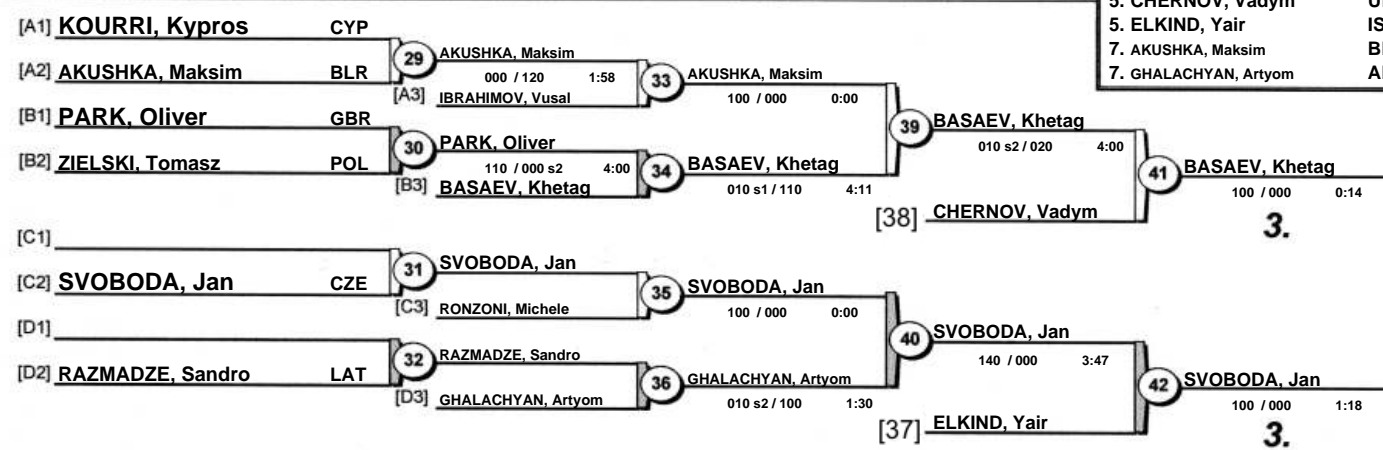 5. CHERNOV, Vadym
5. ELKIND, Yair IS
7. AKUSHKA, Maksim
7. GHALACHYAN, Artyom
[A1] KOURRI, Kypros CYP
29 AKUSHKA, Maksim
000 / 120 1:58
[A2] AKUSHKA, Maksim BLR
[A3] IBRAHIMOV, Vusal
33 AKUSHKA, Maksim
100 / 000 0:00
[B1] PARK, Oliver GBR
30 PARK, Oliver
110 / 000 s2 4:00
[B2] ZIELSKI, Tomasz POL
[B3] BASAEV, Khetag
34 BASAEV, Khetag
010 s1 / 110 4:11
39 BASAEV, Khetag
010 s2 / 020 4:00
[38] CHERNOV, Vadym
41 BASAEV, Khetag
100 / 000 0:14
3.
[C1]
31 SVOBODA, Jan
[C2] SVOBODA, Jan CZE
[C3] RONZONI, Michele
35 SVOBODA, Jan
100 / 000 0:00
[D1]
32 RAZMADZE, Sandro
[D2] RAZMADZE, Sandro LAT
[D3] GHALACHYAN, Artyom
36 GHALACHYAN, Artyom
010 s2 / 100 1:30
40 SVOBODA, Jan
140 / 000 3:47
[37] ELKIND, Yair
42 SVOBODA, Jan
100 / 000 1:18
3.